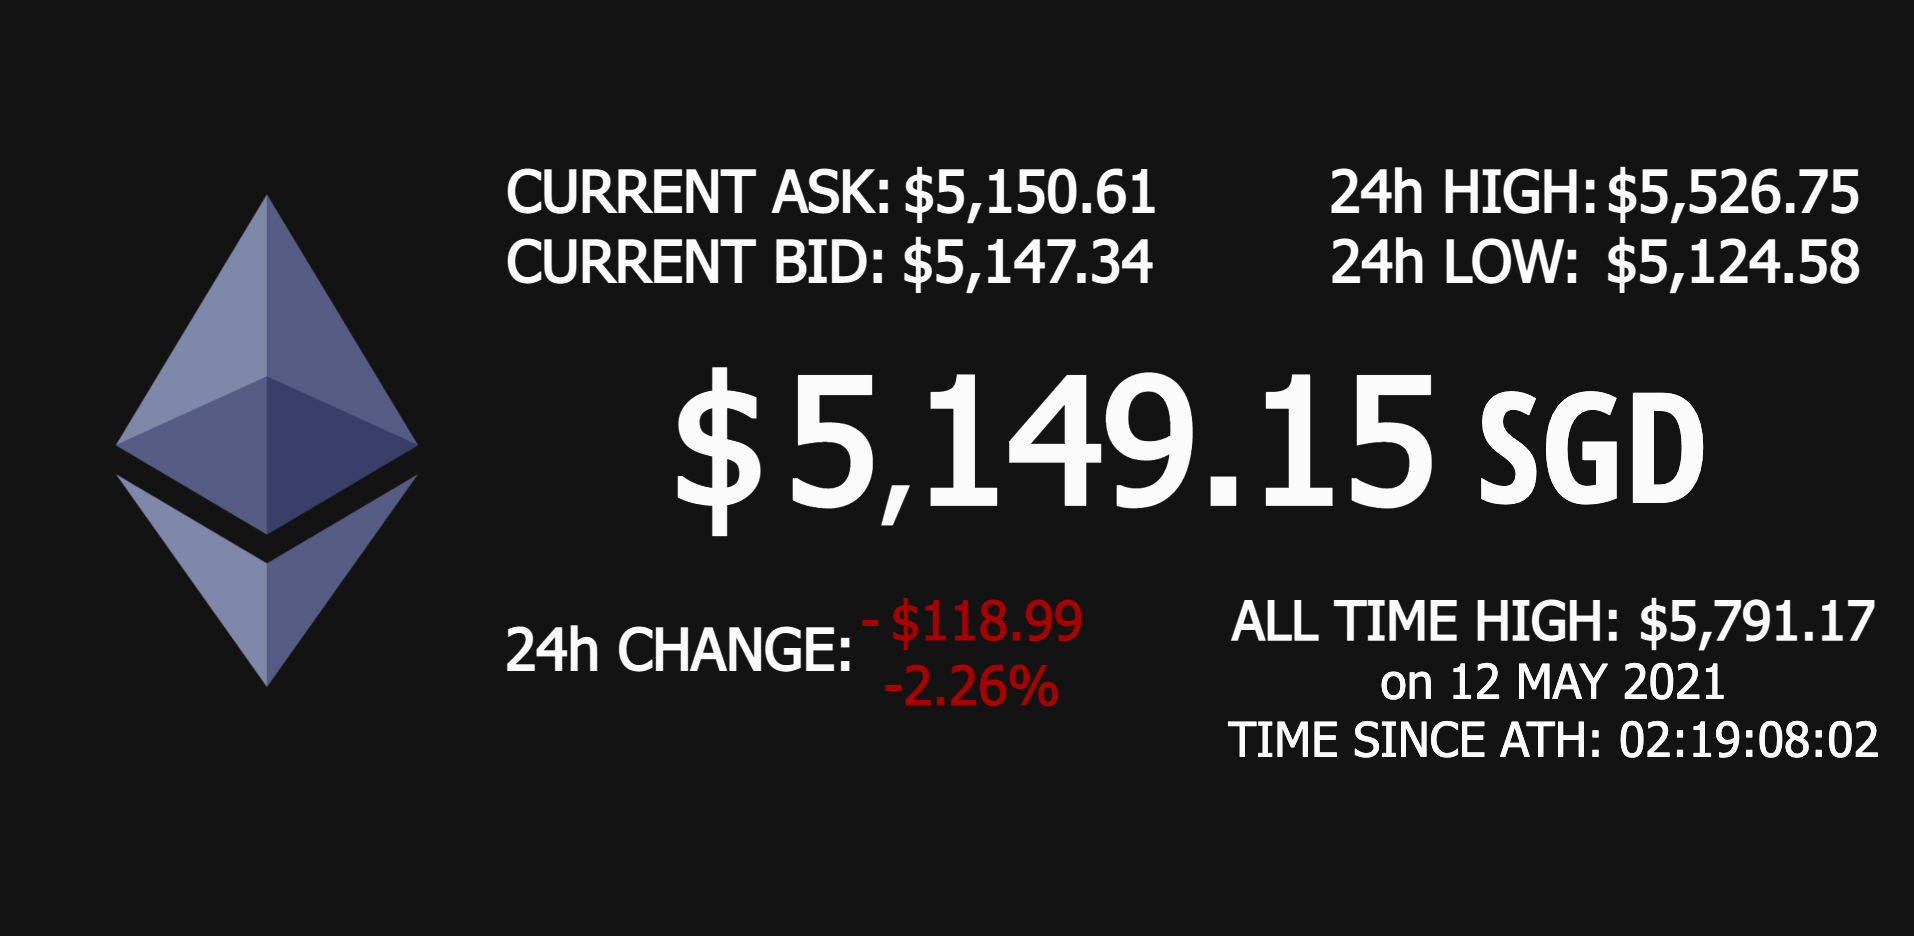 CURRENT ASK: $5,150.61
CURRENT BID: $5,147.34
24h HIGH: $5,526.75
24h LOW: $5,124.58
$5,149.15 SGD
24h CHANGE:
- $118.99
-2.26%
ALL TIME HIGH: $5,791.17
on 12 MAY 2021
TIME SINCE ATH: 02:19:08:02